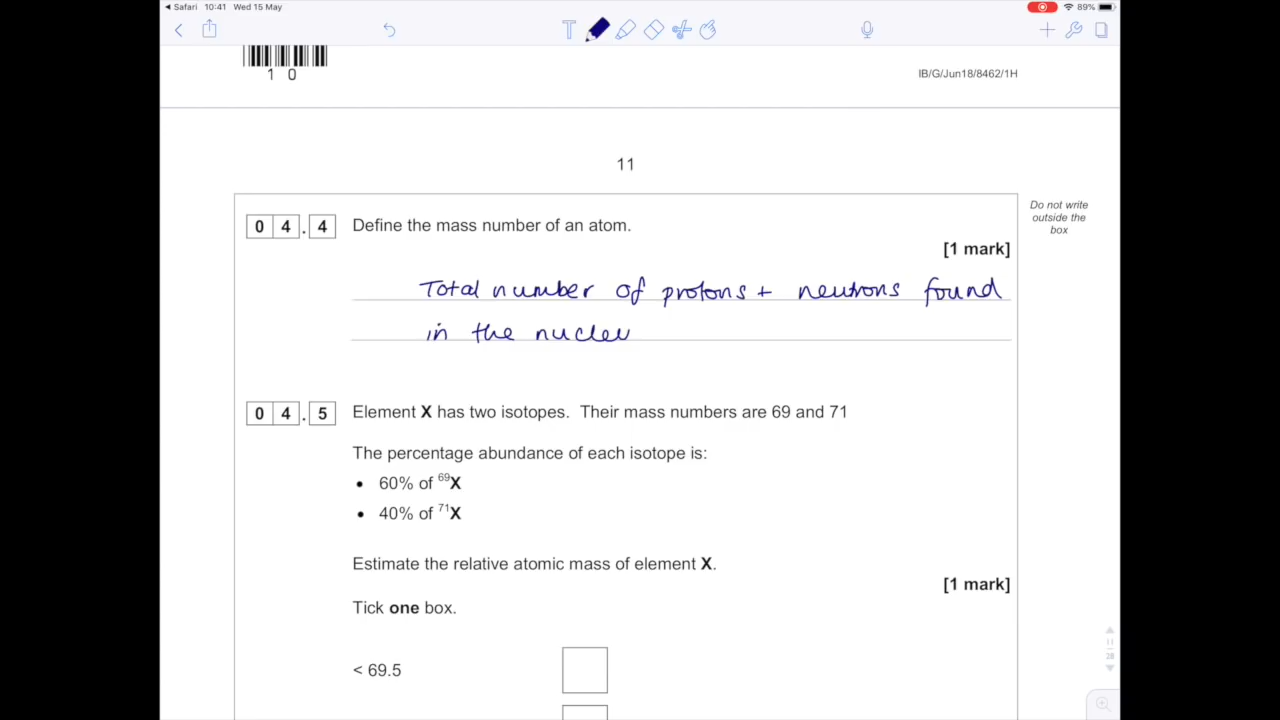 Safari 10:41 Wed 15 May 89%
1 0
IB/G/Jun18/8462/1H
11
Do not write
outside the
box
0 4 . 4 Define the mass number of an atom.
[1 mark]
Total number of protons + neutrons found
in the nucleu
0 4 . 5 Element X has two isotopes. Their mass numbers are 69 and 71
The percentage abundance of each isotope is:
• 60% of ⁶⁹X
• 40% of ⁷¹X
Estimate the relative atomic mass of element X.
[1 mark]
Tick one box.
< 69.5
11
28